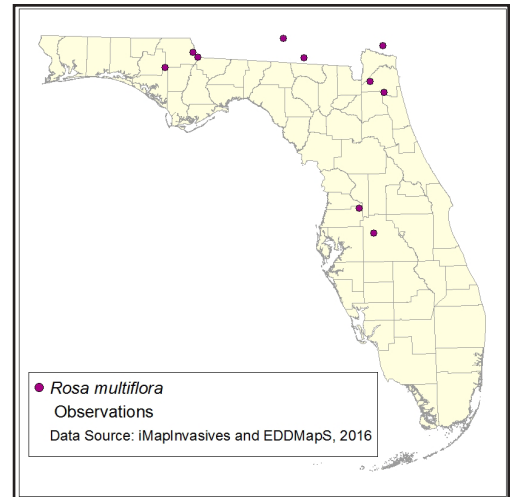 Rosa multiflora
Observations
Data Source: iMapInvasives and EDDMapS, 2016